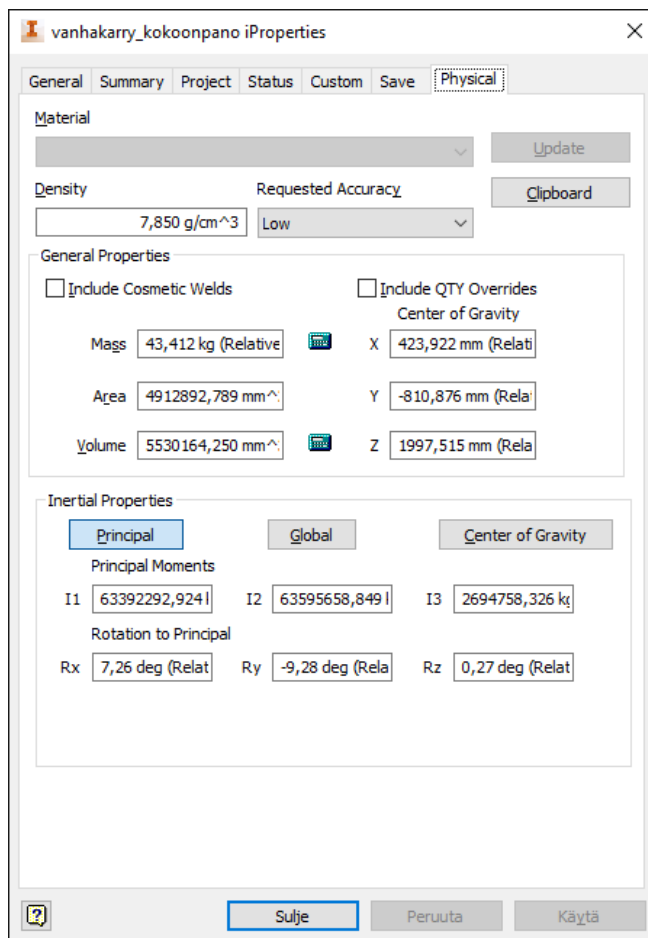 vanhakarry_kokoonpano iProperties
General Summary Project Status Custom Save Physical
Material
Update
Density Requested Accuracy Clipboard
7,850 g/cm^3 Low
General Properties
Include Cosmetic Welds Include QTY Overrides
Center of Gravity
Mass 43,412 kg (Relative X 423,922 mm (Relati
Area 4912892,789 mm^ Y -810,876 mm (Rela
Volume 5530164,250 mm^ Z 1997,515 mm (Rela
Inertial Properties
Principal Global Center of Gravity
Principal Moments
I1 63392292,924 I2 63595658,849 I3 2694758,326 kg
Rotation to Principal
Rx 7,26 deg (Relat Ry -9,28 deg (Rela Rz 0,27 deg (Relat
? Sulje Peruuta Käytä